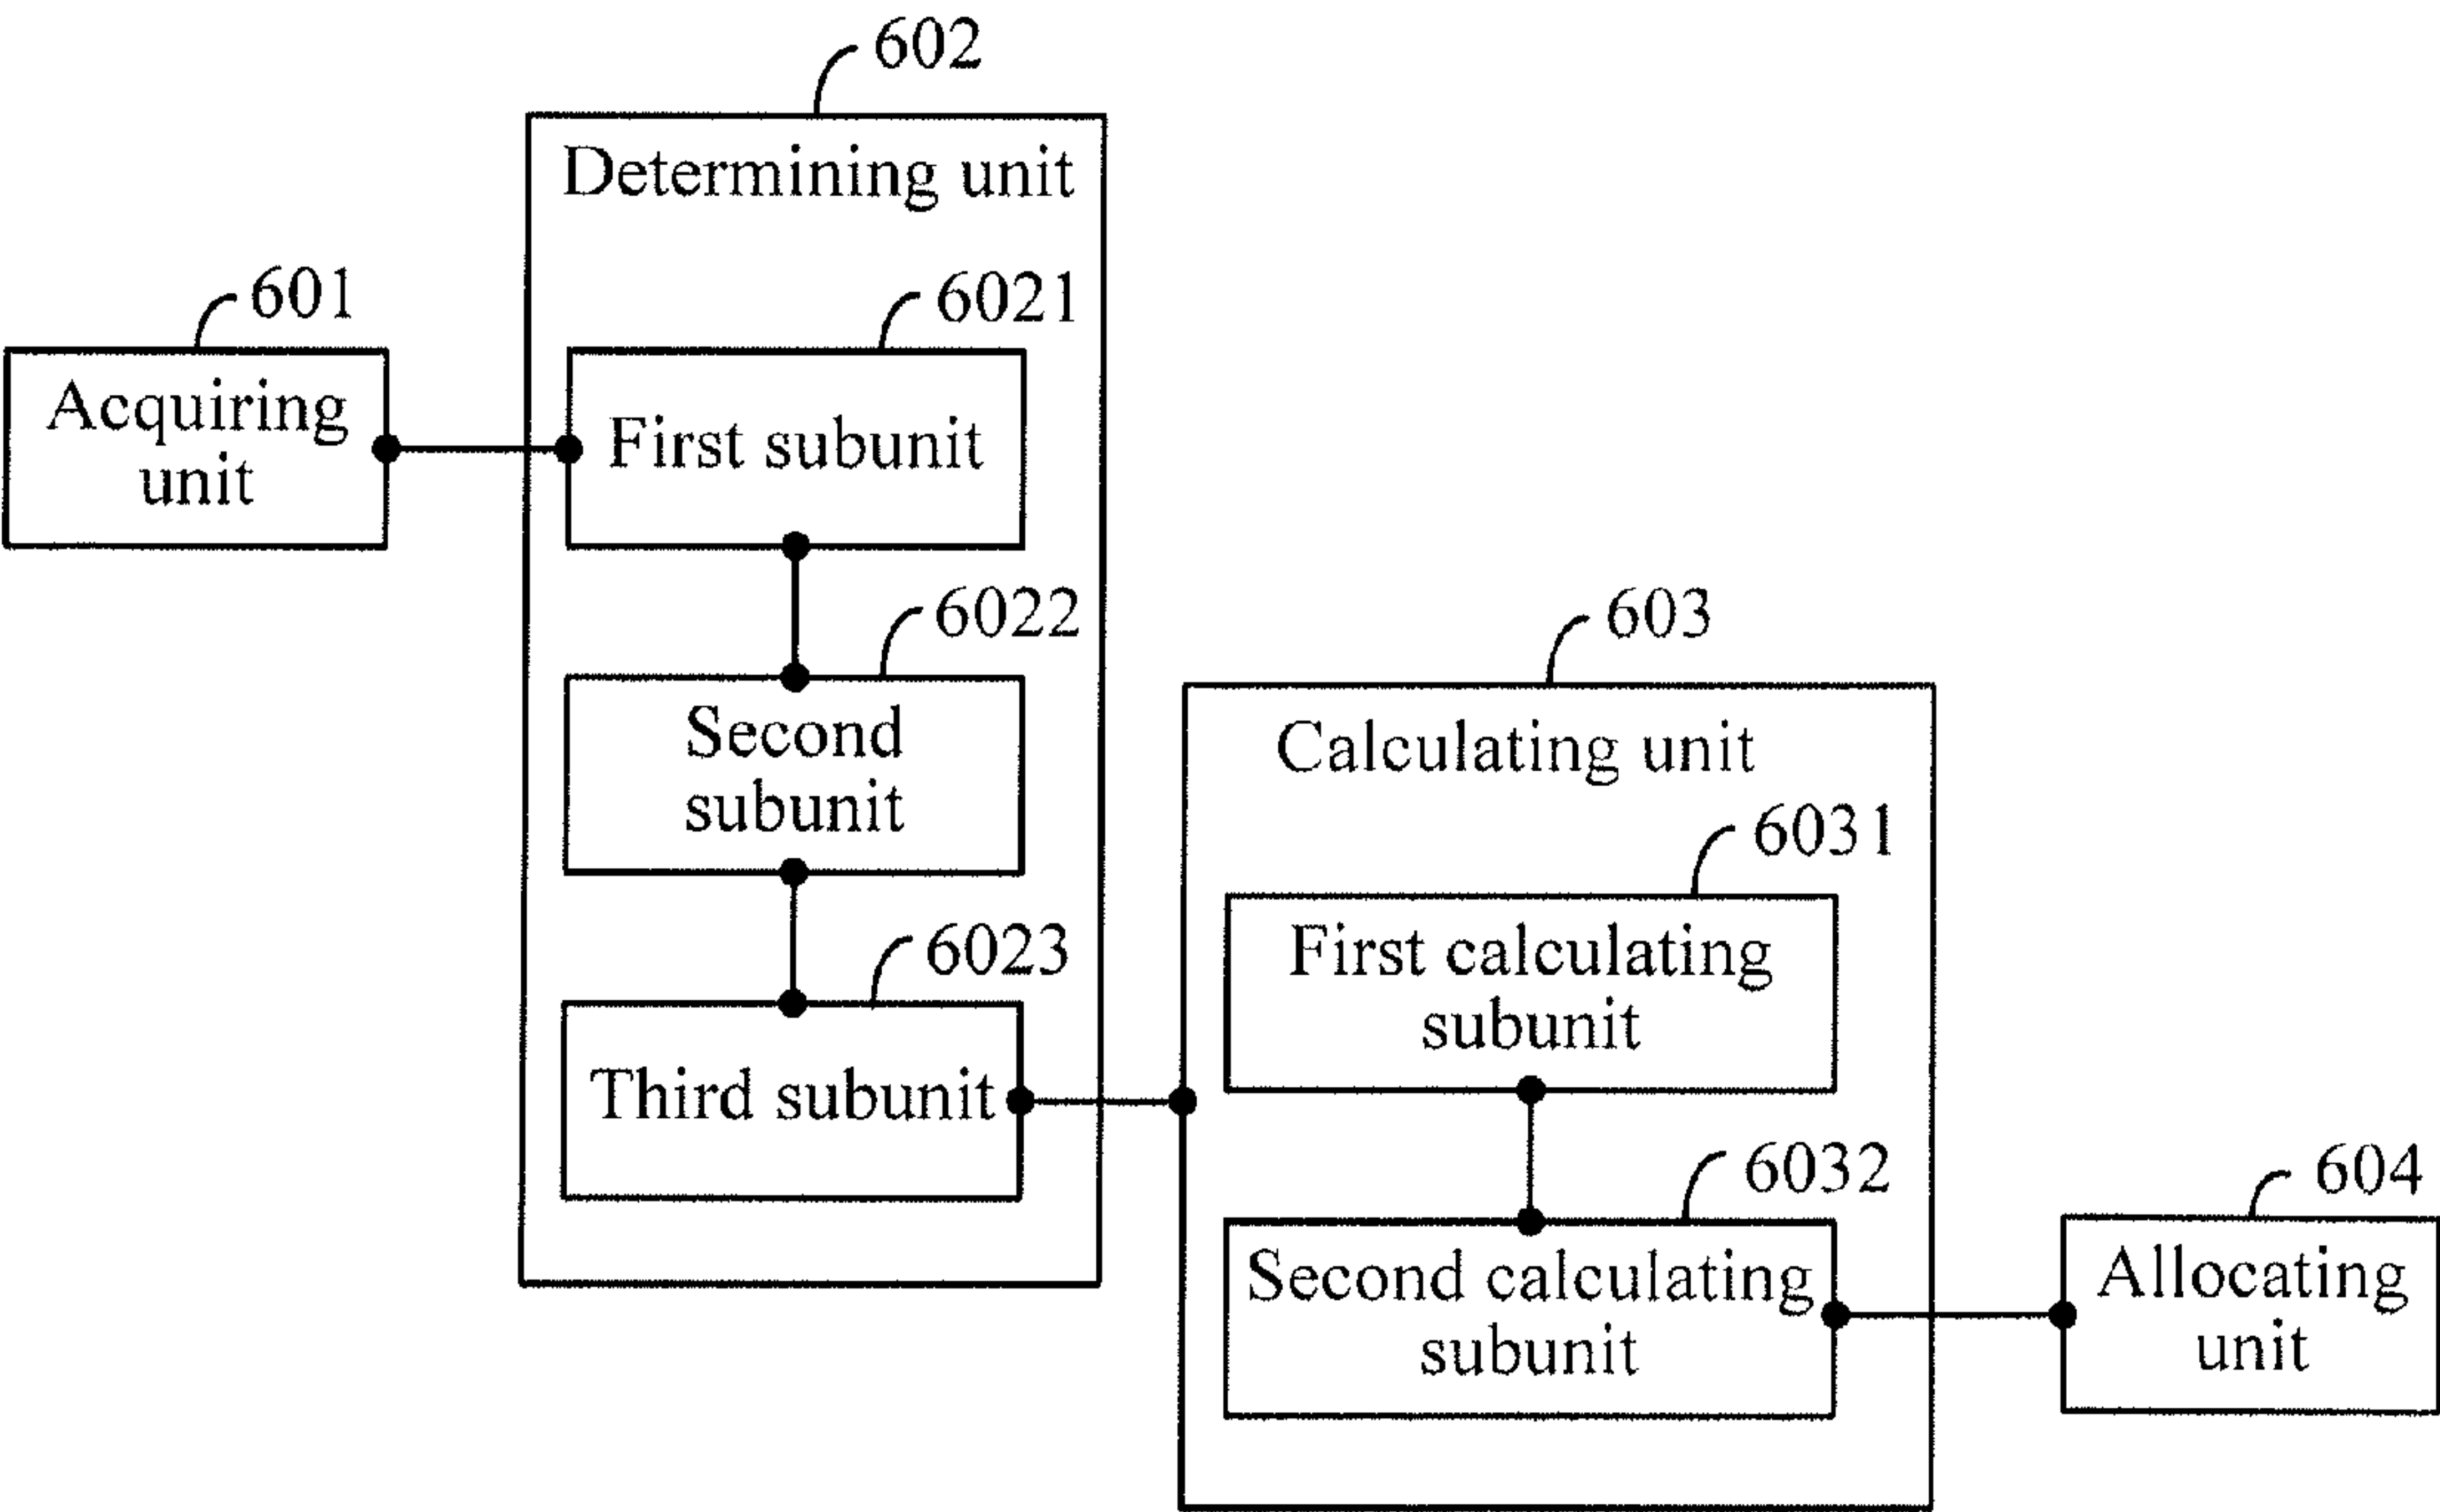 602
Determining unit
601
Acquiring
unit
6021
First subunit
6022
Second
subunit
6023
Third subunit
603
Calculating unit
6031
First calculating
subunit
6032
Second calculating
subunit
604
Allocating
unit